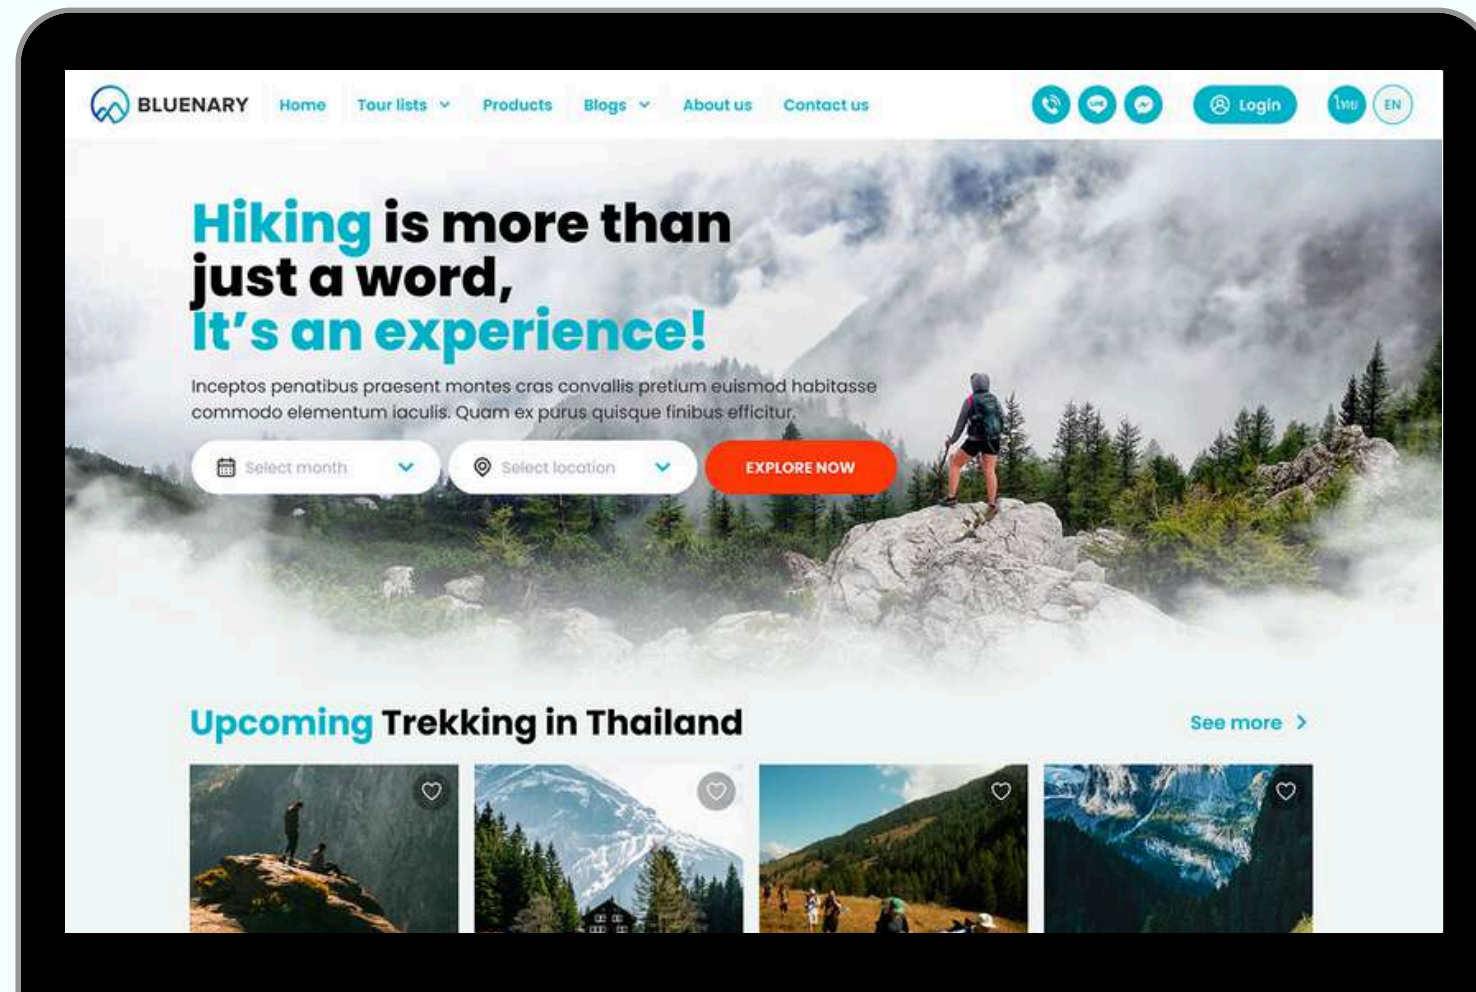 BLUENARY
Home
Tour lists
Products
Blogs
About us
Contact us
LINE
Login
ไทย
EN
Hiking is more than
just a word,
It’s an experience!
Inceptos penatibus praesent montes cras convallis pretium euismod habitasse
commodo elementum iaculis. Quam ex purus quisque finibus efficitur.
Select month
Select location
EXPLORE NOW
Upcoming Trekking in Thailand
See more